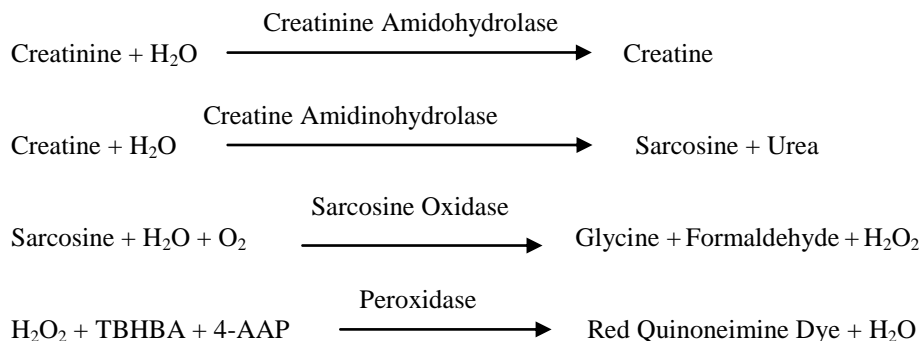 Creatinine Amidohydrolase
Creatinine + H₂O Creatine
Creatine Amidinohydrolase
Creatine + H₂O Sarcosine + Urea
Sarcosine Oxidase
Sarcosine + H₂O + O₂ Glycine + Formaldehyde + H₂O₂
Peroxidase
H₂O₂ + TBHBA + 4-AAP Red Quinoneimine Dye + H₂O